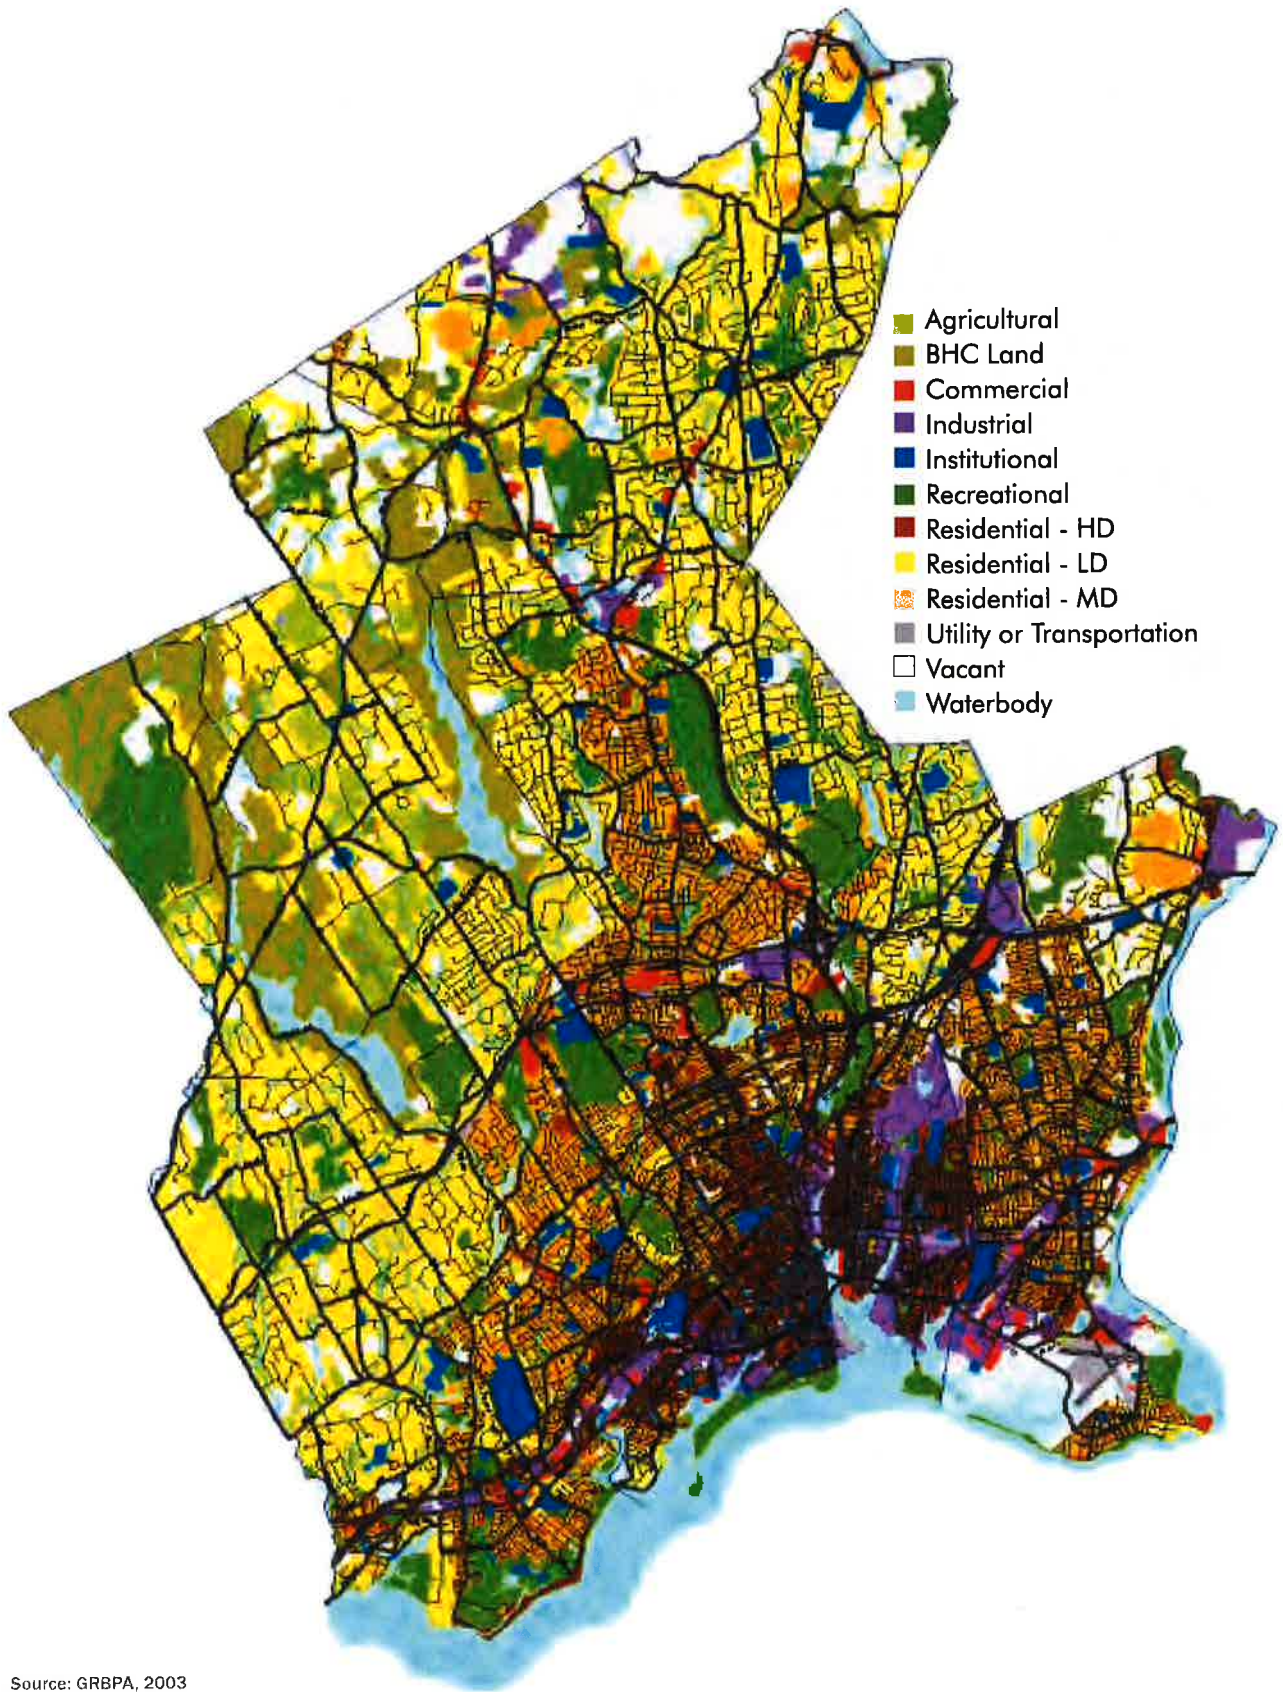 Agricultural
BHC Land
Commercial
Industrial
Institutional
Recreational
Residential - HD
Residential - LD
Residential - MD
Utility or Transportation
Vacant
Waterbody
Source: GRBPA, 2003